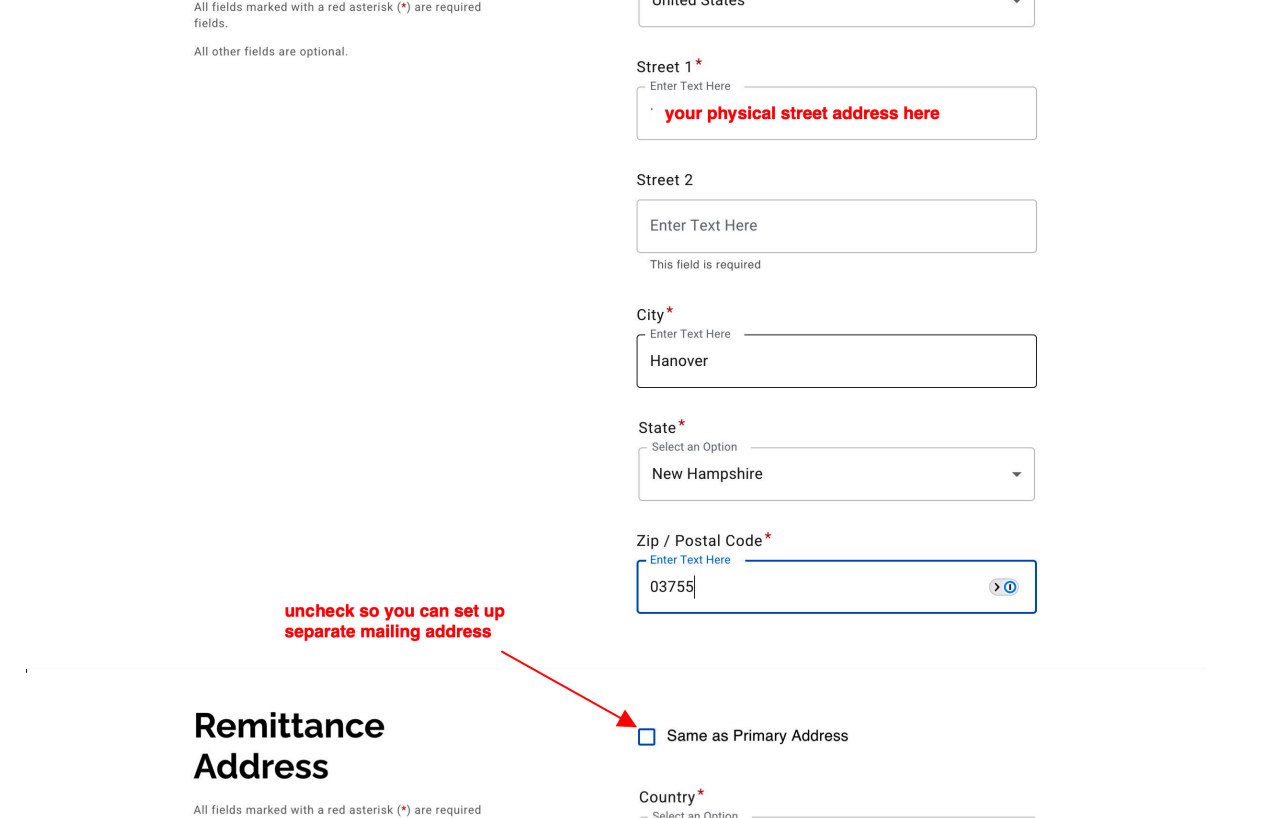 All fields marked with a red asterisk (*) are required
fields.
All other fields are optional.
United States
Street 1*
Enter Text Here
your physical street address here
Street 2
Enter Text Here
This field is required
City*
Enter Text Here
Hanover
State*
Select an Option
New Hampshire
Zip / Postal Code*
Enter Text Here
03755
uncheck so you can set up
separate mailing address
Remittance
Address
All fields marked with a red asterisk (*) are required
Same as Primary Address
Country*
Select an Option